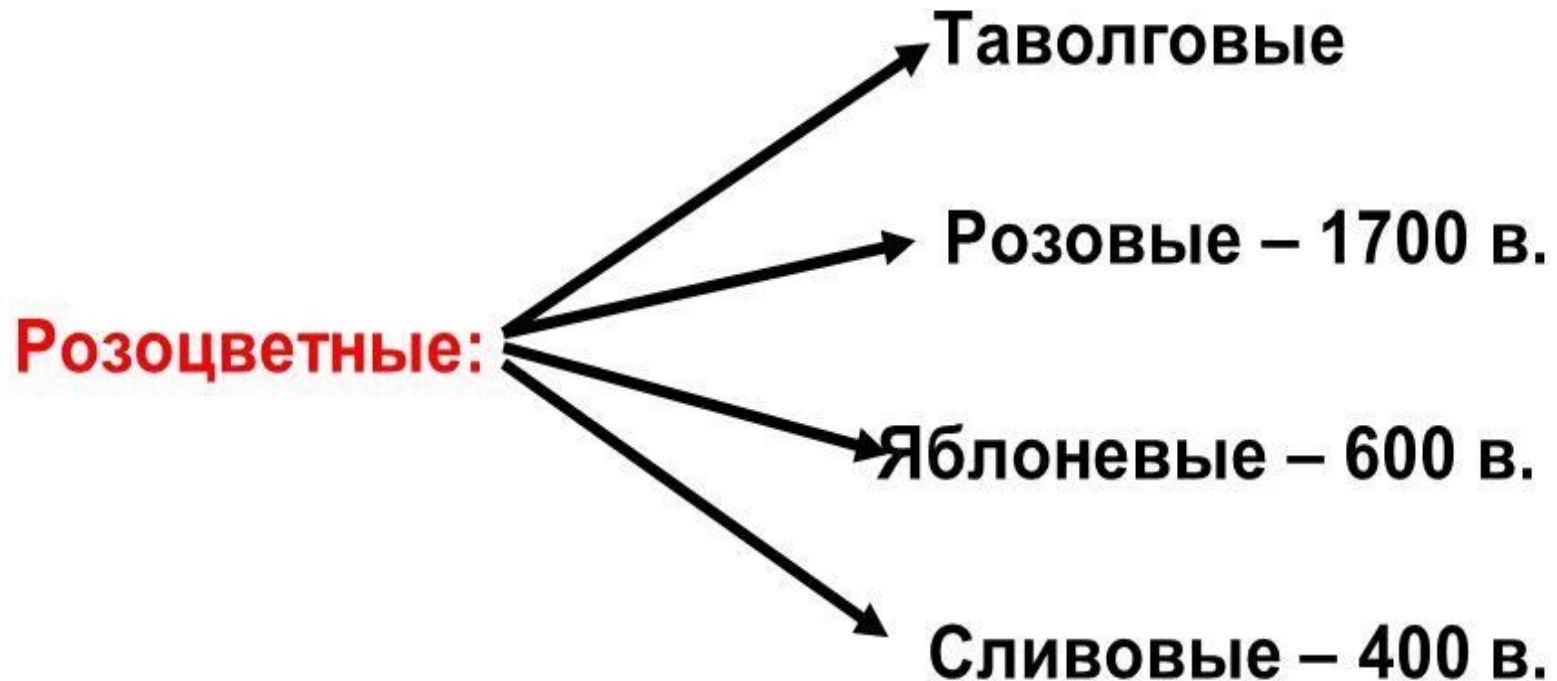 Таволговые
Розовые – 1700 в.
Розоцветные:
Яблоневые – 600 в.
Сливовые – 400 в.